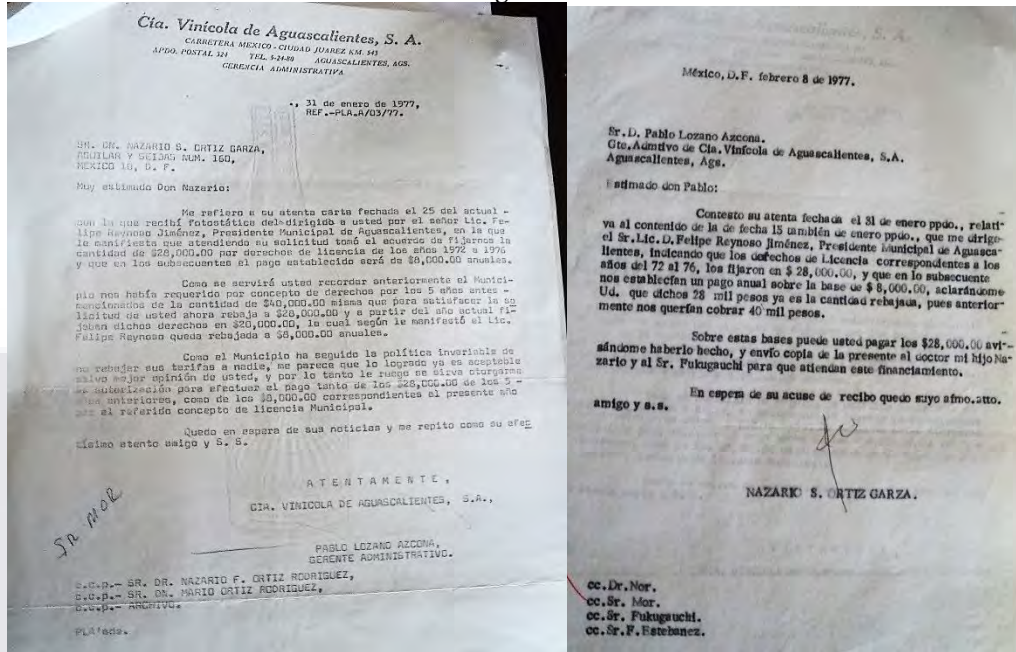 Cía. Vinícola de Aguascalientes, S. A.
CARRETERA MEXICO - CIUDAD JUAREZ KM. 543
APDO. POSTAL 324 TEL. 5-24-80 AGUASCALIENTES, AGS.
GERENCIA ADMINISTRATIVA
31 de enero de 1977,
REF.-PLA.A/03/77.
SR. DN. NAZARIO S. ORTIZ GARZA,
AGUILAR Y SEIJAS NUM. 160,
MEXICO 10, D. F.
Muy estimado Don Nazario:
Me refiero a su atenta carta fechada el 25 del actual -
con la que recibí fotostática del dirigido a usted por el señor Lic. Fe-
lipe Reynoso Jiménez, Presidente Municipal de Aguascalientes, en la que
le manifiesta que atendiendo su solicitud tomó el acuerdo de fijarnos la
cantidad de $28,000.00 por derechos de licencia de los años 1972 a 1976
y que en los subsecuentes el pago establecido será de $8,000.00 anuales.
Como se servirá usted recordar anteriormente el Munici-
pio nos había requerido por concepto de derechos por los 5 años antes -
mencionados de la cantidad de $40,000.00 misma que para satisfacer la so
licitud de usted ahora rebaja a $28,000.00 y a partir del año actual fi-
jaban dichos derechos en $20,000.00, la cual según le manifestó el Lic.
Felipe Reynoso queda rebajada a $8,000.00 anuales.
Como el Municipio ha seguido la política invariable de
no rebajar sus tarifas a nadie, me parece que lo logrado ya es aceptable
salvo mejor opinión de usted, y por lo tanto le ruego se sirva otorgarme
su autorización para efectuar el pago tanto de los $28,000.00 de los 5 -
años anteriores, como de los $8,000.00 correspondientes al presente año
por el referido concepto de licencia Municipal.
Quedo en espera de sus noticias y me repito como su afec
tísimo atento amigo y S. S.
A T E N T A M E N T E ,
CIA. VINICOLA DE AGUASCALIENTES, S.A.,
SR MOR
PABLO LOZANO AZCONA,
GERENTE ADMINISTRATIVO.
c.c.p.- SR. DR. NAZARIO F. ORTIZ RODRIGUEZ,
c.c.p.- SR. DN. MARIO ORTIZ RODRIGUEZ,
c.c.p.- ARCHIVO.
México, D.F. febrero 8 de 1977.
Sr.D. Pablo Lozano Azcona.
Gte.Admtivo de Cia.Vinícola de Aguascalientes, S.A.
Aguascalientes, Ags.
Estimado don Pablo:
Contesto su atenta fechada el 31 de enero ppdo., relati-
va al contenido de la de fecha 15 también de enero ppdo., que me dirige
el Sr.Lic.D.Felipe Reynoso Jiménez, Presidente Municipal de Aguasca-
lientes, indicando que los derechos de Licencia correspondientes a los
años del 72 al 76, los fijaron en $ 28,000.00, y que en lo subsecuente
nos establecían un pago anual sobre la base de $ 8,000.00, aclarándome
Ud. que dichos 28 mil pesos ya es la cantidad rebajada, pues anterior-
mente nos querían cobrar 40 mil pesos.
Sobre estas bases puede usted pagar los $28,000.00 avi-
sándome haberlo hecho, y envío copia de la presente al doctor mi hijo Na-
zario y al Sr. Fukugauchi para que atiendan este financiamiento.
En espera de su acuse de recibo quedo suyo afmo.atto.
amigo y s.s.
NAZARIO S. ORTIZ GARZA.
cc.Dr.Nor.
cc.Sr. Mor.
cc.Sr. Fukugauchi.
cc.Sr.F.Estebanez.